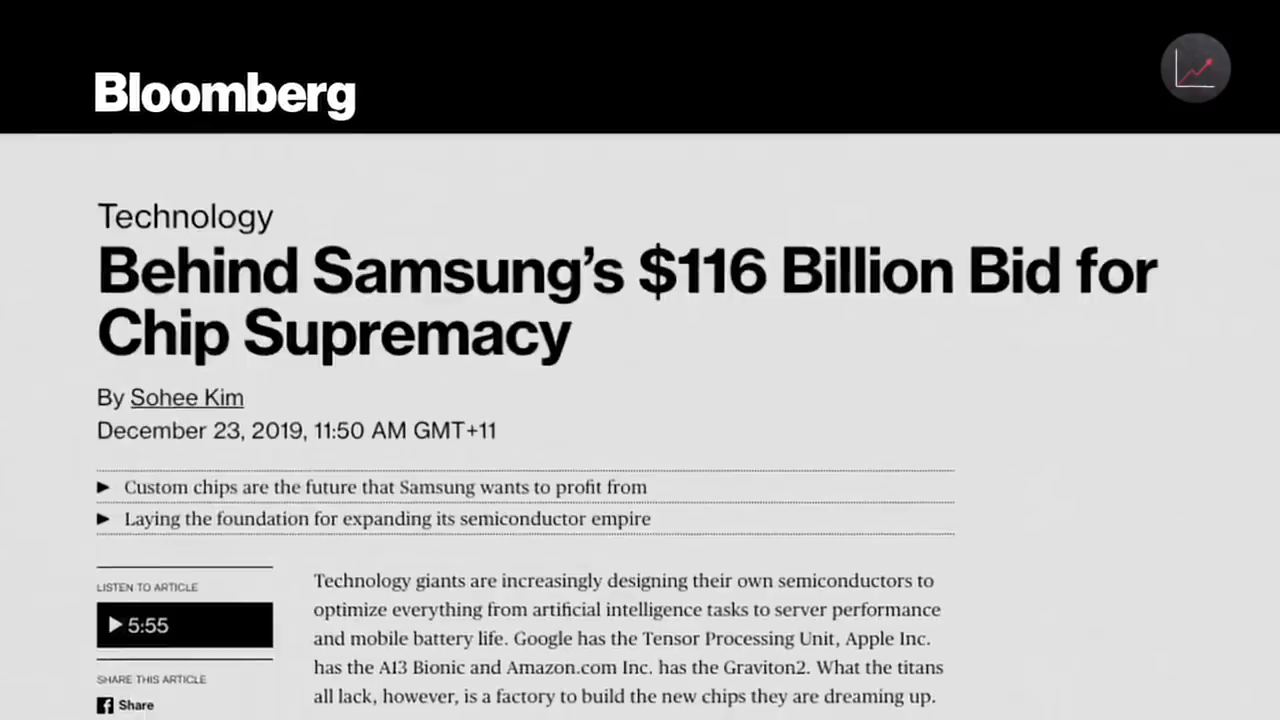 Bloomberg
Technology
Behind Samsung’s $116 Billion Bid for
Chip Supremacy
By Sohee Kim
December 23, 2019, 11:50 AM GMT+11
Custom chips are the future that Samsung wants to profit from
Laying the foundation for expanding its semiconductor empire
LISTEN TO ARTICLE
5:55
SHARE THIS ARTICLE
Share
Technology giants are increasingly designing their own semiconductors to
optimize everything from artificial intelligence tasks to server performance
and mobile battery life. Google has the Tensor Processing Unit, Apple Inc.
has the A13 Bionic and Amazon.com Inc. has the Graviton2. What the titans
all lack, however, is a factory to build the new chips they are dreaming up.